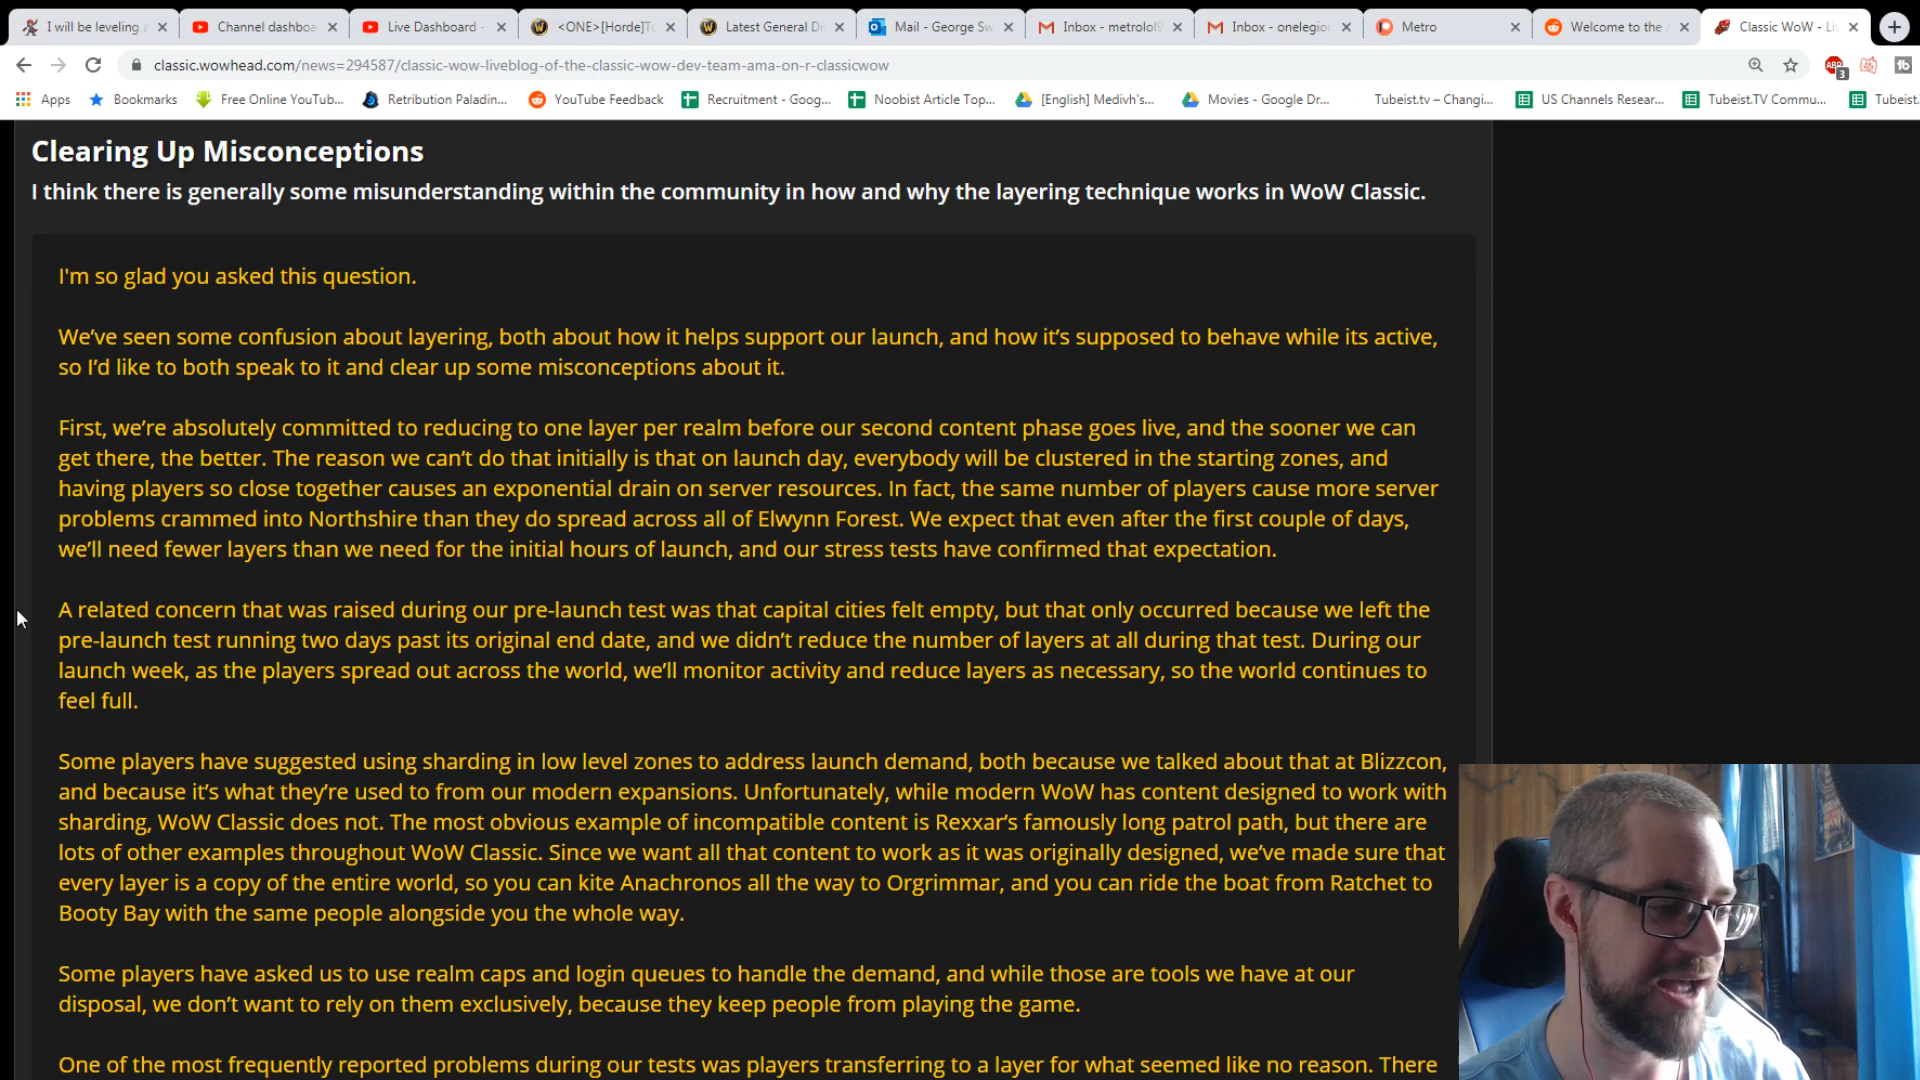 I will be leveling a
Channel dashboa
Live Dashboard -
<ONE>[Horde]Tu
Latest General Di
Mail - George Sw
Inbox - metrolol9
Inbox - onelegion
Metro
Welcome to the A
Classic WoW - Li
classic.wowhead.com/news=294587/classic-wow-liveblog-of-the-classic-wow-dev-team-ama-on-r-classicwow
ABP
3
tb
Apps
Bookmarks
Free Online YouTub...
Retribution Paladin...
YouTube Feedback
Recruitment - Goog...
Noobist Article Top...
[English] Medivh's...
Movies - Google Dr...
Tubeist.tv – Changi...
US Channels Resear...
Tubeist.TV Commu...
Tubeist.
Clearing Up Misconceptions
I think there is generally some misunderstanding within the community in how and why the layering technique works in WoW Classic.
I'm so glad you asked this question.
We’ve seen some confusion about layering, both about how it helps support our launch, and how it’s supposed to behave while its active,
so I’d like to both speak to it and clear up some misconceptions about it.
First, we’re absolutely committed to reducing to one layer per realm before our second content phase goes live, and the sooner we can
get there, the better. The reason we can’t do that initially is that on launch day, everybody will be clustered in the starting zones, and
having players so close together causes an exponential drain on server resources. In fact, the same number of players cause more server
problems crammed into Northshire than they do spread across all of Elwynn Forest. We expect that even after the first couple of days,
we’ll need fewer layers than we need for the initial hours of launch, and our stress tests have confirmed that expectation.
A related concern that was raised during our pre-launch test was that capital cities felt empty, but that only occurred because we left the
pre-launch test running two days past its original end date, and we didn’t reduce the number of layers at all during that test. During our
launch week, as the players spread out across the world, we’ll monitor activity and reduce layers as necessary, so the world continues to
feel full.
Some players have suggested using sharding in low level zones to address launch demand, both because we talked about that at Blizzcon,
and because it’s what they’re used to from our modern expansions. Unfortunately, while modern WoW has content designed to work with
sharding, WoW Classic does not. The most obvious example of incompatible content is Rexxar’s famously long patrol path, but there are
lots of other examples throughout WoW Classic. Since we want all that content to work as it was originally designed, we’ve made sure that
every layer is a copy of the entire world, so you can kite Anachronos all the way to Orgrimmar, and you can ride the boat from Ratchet to
Booty Bay with the same people alongside you the whole way.
Some players have asked us to use realm caps and login queues to handle the demand, and while those are tools we have at our
disposal, we don’t want to rely on them exclusively, because they keep people from playing the game.
One of the most frequently reported problems during our tests was players transferring to a layer for what seemed like no reason. There